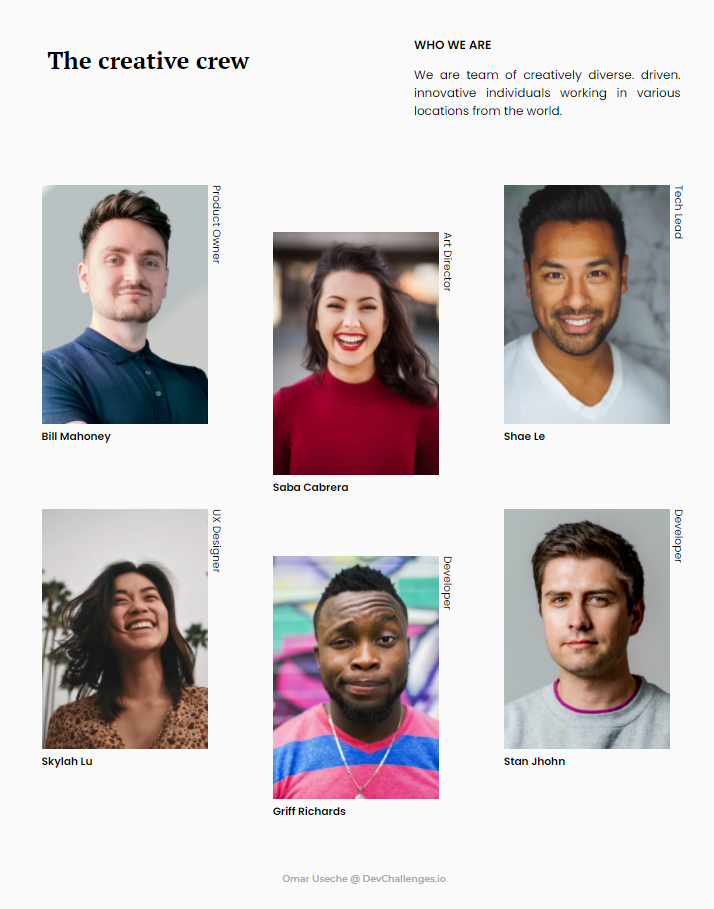 The creative crew
WHO WE ARE
We are team of creatively diverse. driven.
innovative individuals working in various
locations from the world.
Product Owner
Bill Mahoney
Art Director
Saba Cabrera
Tech Lead
Shae Le
UX Designer
Skylah Lu
Developer
Griff Richards
Developer
Stan Jhohn
Omar Useche @ DevChallenges.io